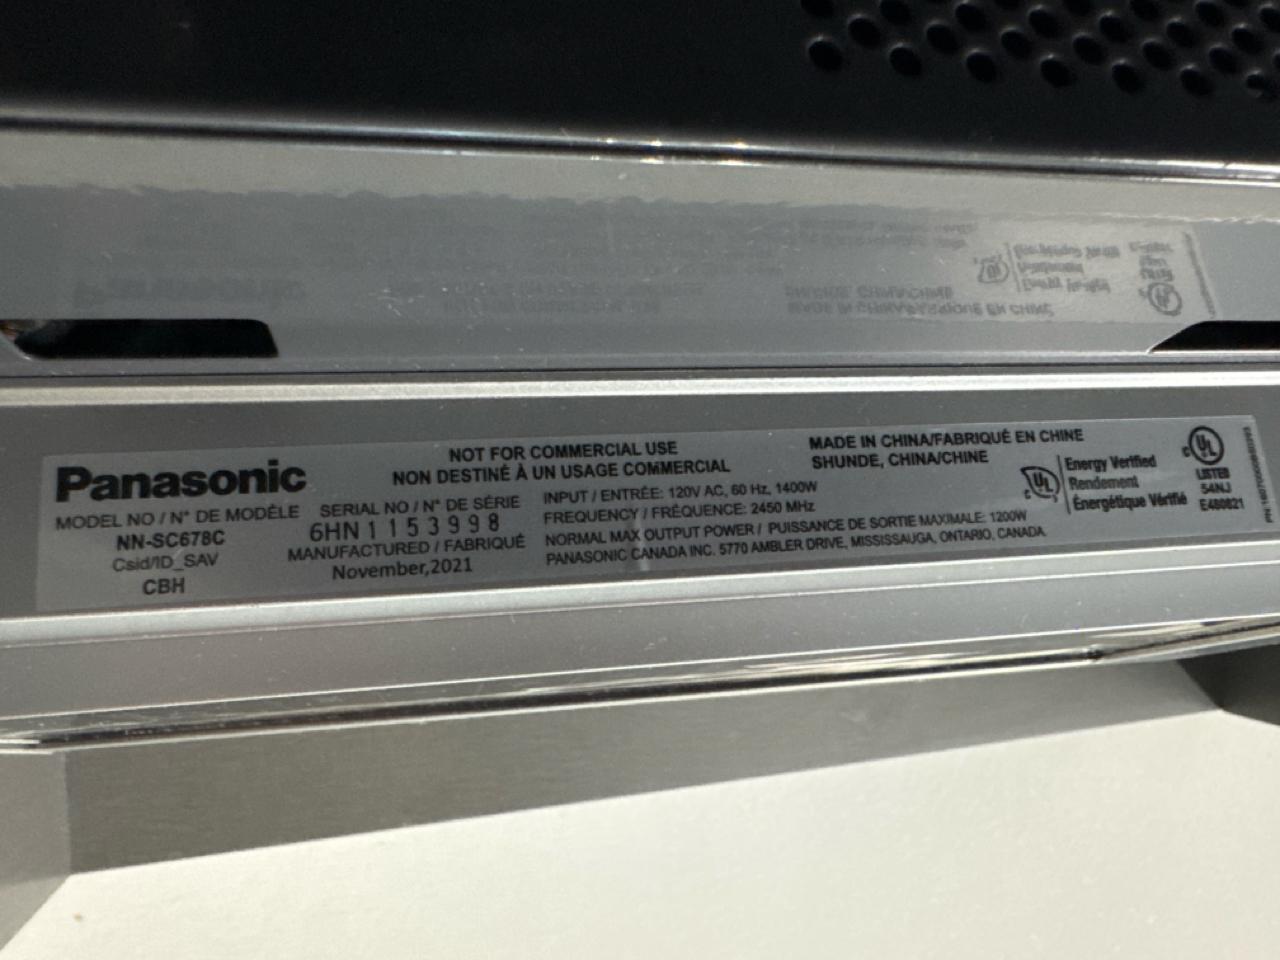 Panasonic
MODEL NO / N° DE MODÈLE
NN-SC678C
Csid/ID_SAV
CBH
NOT FOR COMMERCIAL USE
NON DESTINÉ À UN USAGE COMMERCIAL
SERIAL NO / N° DE SÉRIE
6HN1153998
MANUFACTURED / FABRIQUÉ
November,2021
INPUT / ENTRÉE: 120V AC, 60 Hz, 1400W
FREQUENCY / FRÉQUENCE: 2450 MHz
NORMAL MAX OUTPUT POWER / PUISSANCE DE SORTIE MAXIMALE: 1200W
PANASONIC CANADA INC. 5770 AMBLER DRIVE, MISSISSAUGA, ONTARIO, CANADA
MADE IN CHINA/FABRIQUÉ EN CHINE
SHUNDE, CHINA/CHINE
c UL
Energy Verified
Rendement
Énergétique Vérifié
c UL
LISTED
54NJ
E480821